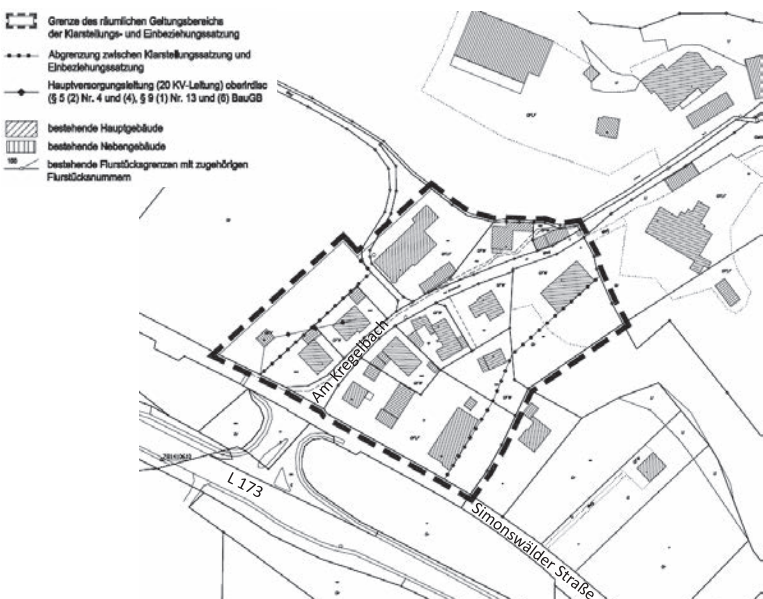 Grenze des räumlichen Geltungsbereichs
der Klarstellungs- und Einbeziehungssatzung
Abgrenzung zwischen Klarstellungssatzung und
Einbeziehungssatzung
Hauptversorgungsleitung (20 KV-Leitung) oberirdisc
(§ 5 (2) Nr. 4 und (4), § 9 (1) Nr. 13 und (6) BauGB
bestehende Hauptgebäude
bestehende Nebengebäude
100
bestehende Flurstücksgrenzen mit zugehörigen
Flurstücksnummern
Am Kregelbach
L 173
Simonswälder Straße